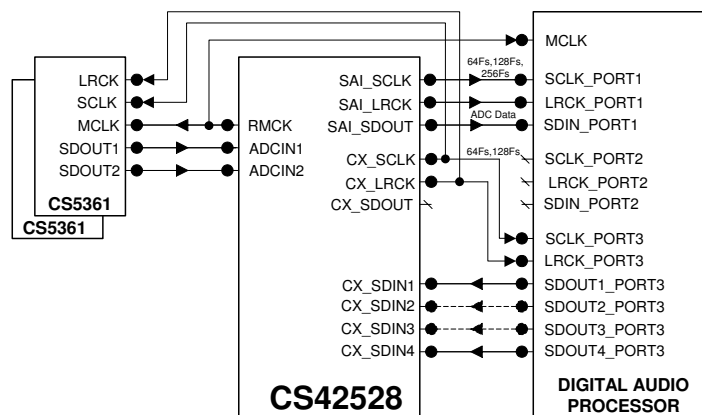 LRCK
SCLK
MCLK
SDOUT1
SDOUT2
CS5361
CS5361
RMCK
ADCIN1
ADCIN2
SAI_SCLK
SAI_LRCK
SAI_SDOUT
CX_SCLK
CX_LRCK
CX_SDOUT
CX_SDIN1
CX_SDIN2
CX_SDIN3
CX_SDIN4
CS42528
64Fs,128Fs,
256Fs
ADC Data
64Fs,128Fs
MCLK
SCLK_PORT1
LRCK_PORT1
SDIN_PORT1
SCLK_PORT2
LRCK_PORT2
SDIN_PORT2
SCLK_PORT3
LRCK_PORT3
SDOUT1_PORT3
SDOUT2_PORT3
SDOUT3_PORT3
SDOUT4_PORT3
DIGITAL AUDIO
PROCESSOR